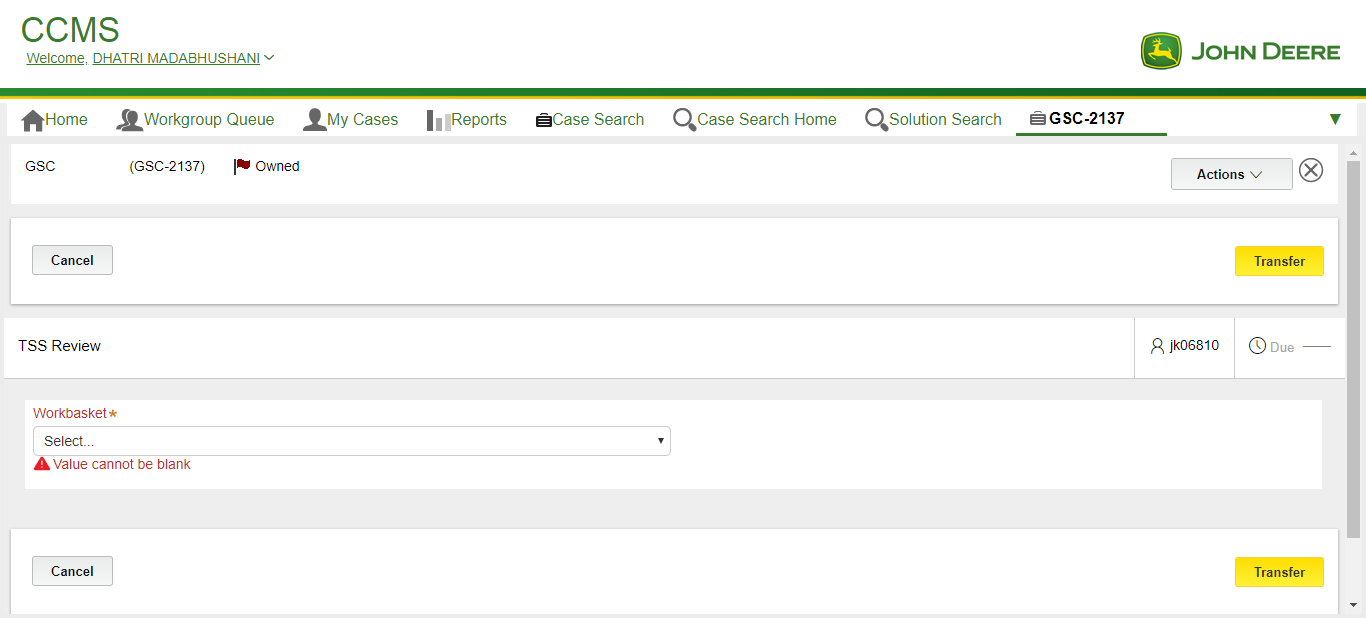 CCMS
Welcome, DHATRI MADABHUSHANI
JOHN DEERE
Home Workgroup Queue My Cases Reports Case Search Case Search Home Solution Search GSC-2137
GSC (GSC-2137) Owned
Actions
Cancel Transfer
TSS Review jk06810 Due
Workbasket*
Select...
Value cannot be blank
Cancel Transfer